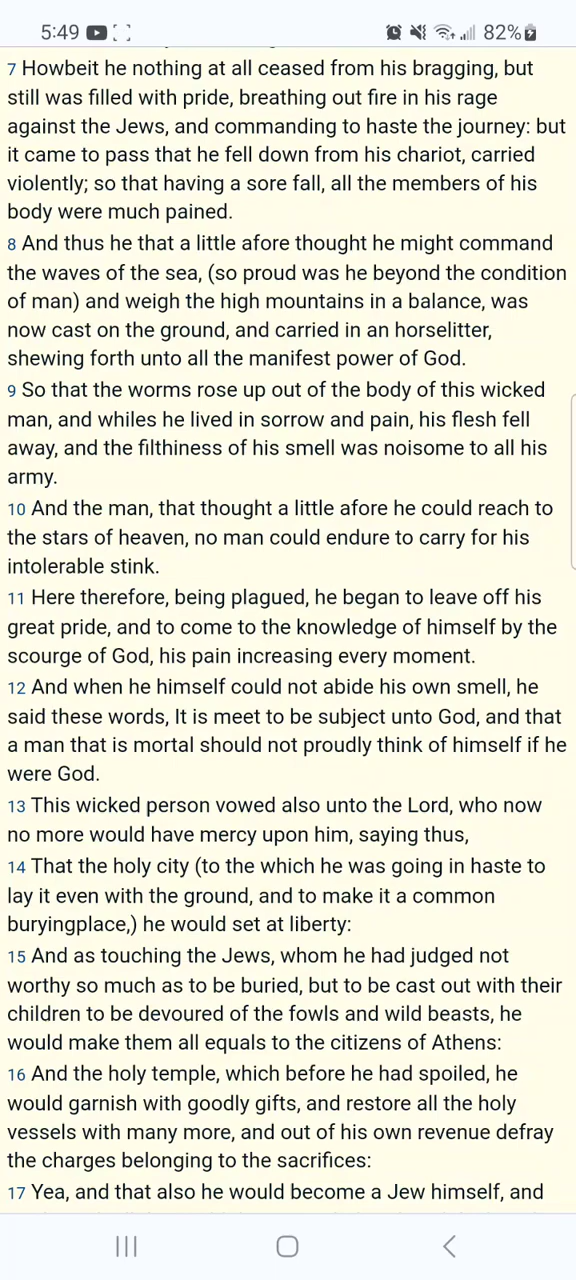 5:49
82%
7 Howbeit he nothing at all ceased from his bragging, but
still was filled with pride, breathing out fire in his rage
against the Jews, and commanding to haste the journey: but
it came to pass that he fell down from his chariot, carried
violently; so that having a sore fall, all the members of his
body were much pained.
8 And thus he that a little afore thought he might command
the waves of the sea, (so proud was he beyond the condition
of man) and weigh the high mountains in a balance, was
now cast on the ground, and carried in an horselitter,
shewing forth unto all the manifest power of God.
9 So that the worms rose up out of the body of this wicked
man, and whiles he lived in sorrow and pain, his flesh fell
away, and the filthiness of his smell was noisome to all his
army.
10 And the man, that thought a little afore he could reach to
the stars of heaven, no man could endure to carry for his
intolerable stink.
11 Here therefore, being plagued, he began to leave off his
great pride, and to come to the knowledge of himself by the
scourge of God, his pain increasing every moment.
12 And when he himself could not abide his own smell, he
said these words, It is meet to be subject unto God, and that
a man that is mortal should not proudly think of himself if he
were God.
13 This wicked person vowed also unto the Lord, who now
no more would have mercy upon him, saying thus,
14 That the holy city (to the which he was going in haste to
lay it even with the ground, and to make it a common
buryingplace,) he would set at liberty:
15 And as touching the Jews, whom he had judged not
worthy so much as to be buried, but to be cast out with their
children to be devoured of the fowls and wild beasts, he
would make them all equals to the citizens of Athens:
16 And the holy temple, which before he had spoiled, he
would garnish with goodly gifts, and restore all the holy
vessels with many more, and out of his own revenue defray
the charges belonging to the sacrifices:
17 Yea, and that also he would become a Jew himself, and